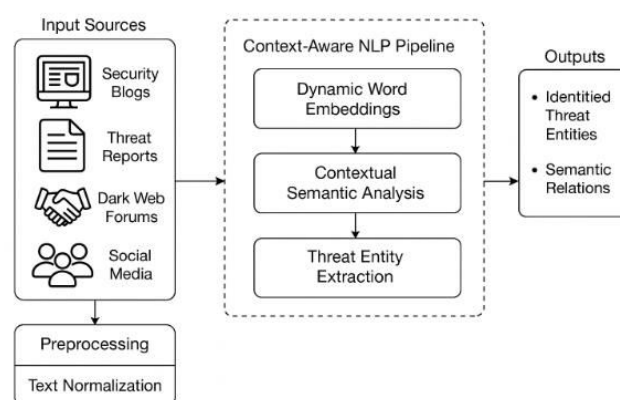 Input Sources
Security
Blogs
Threat
Reports
Dark Web
Forums
Social
Media
Preprocessing
Text Normalization
Context-Aware NLP Pipeline
Dynamic Word
Embeddings
Contextual
Semantic Analysis
Threat Entity
Extraction
Outputs
• Identitied
Threat
Entities
• Semantic
Relations